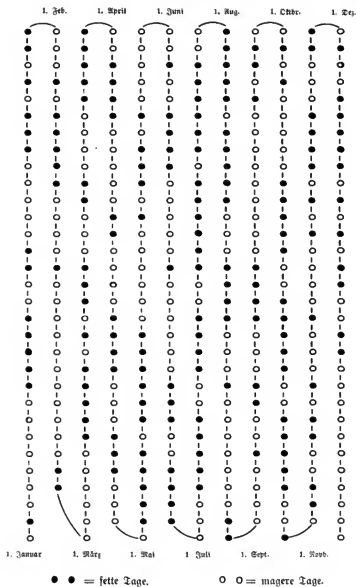 1. Feb. 1. April 1. Juni 1. Aug. 1. Oktbr. 1. Dez.
1. Januar 1. März 1. Mai 1. Juli 1. Sept. 1. Novb.
● ● = fette Tage. O O = magere Tage.